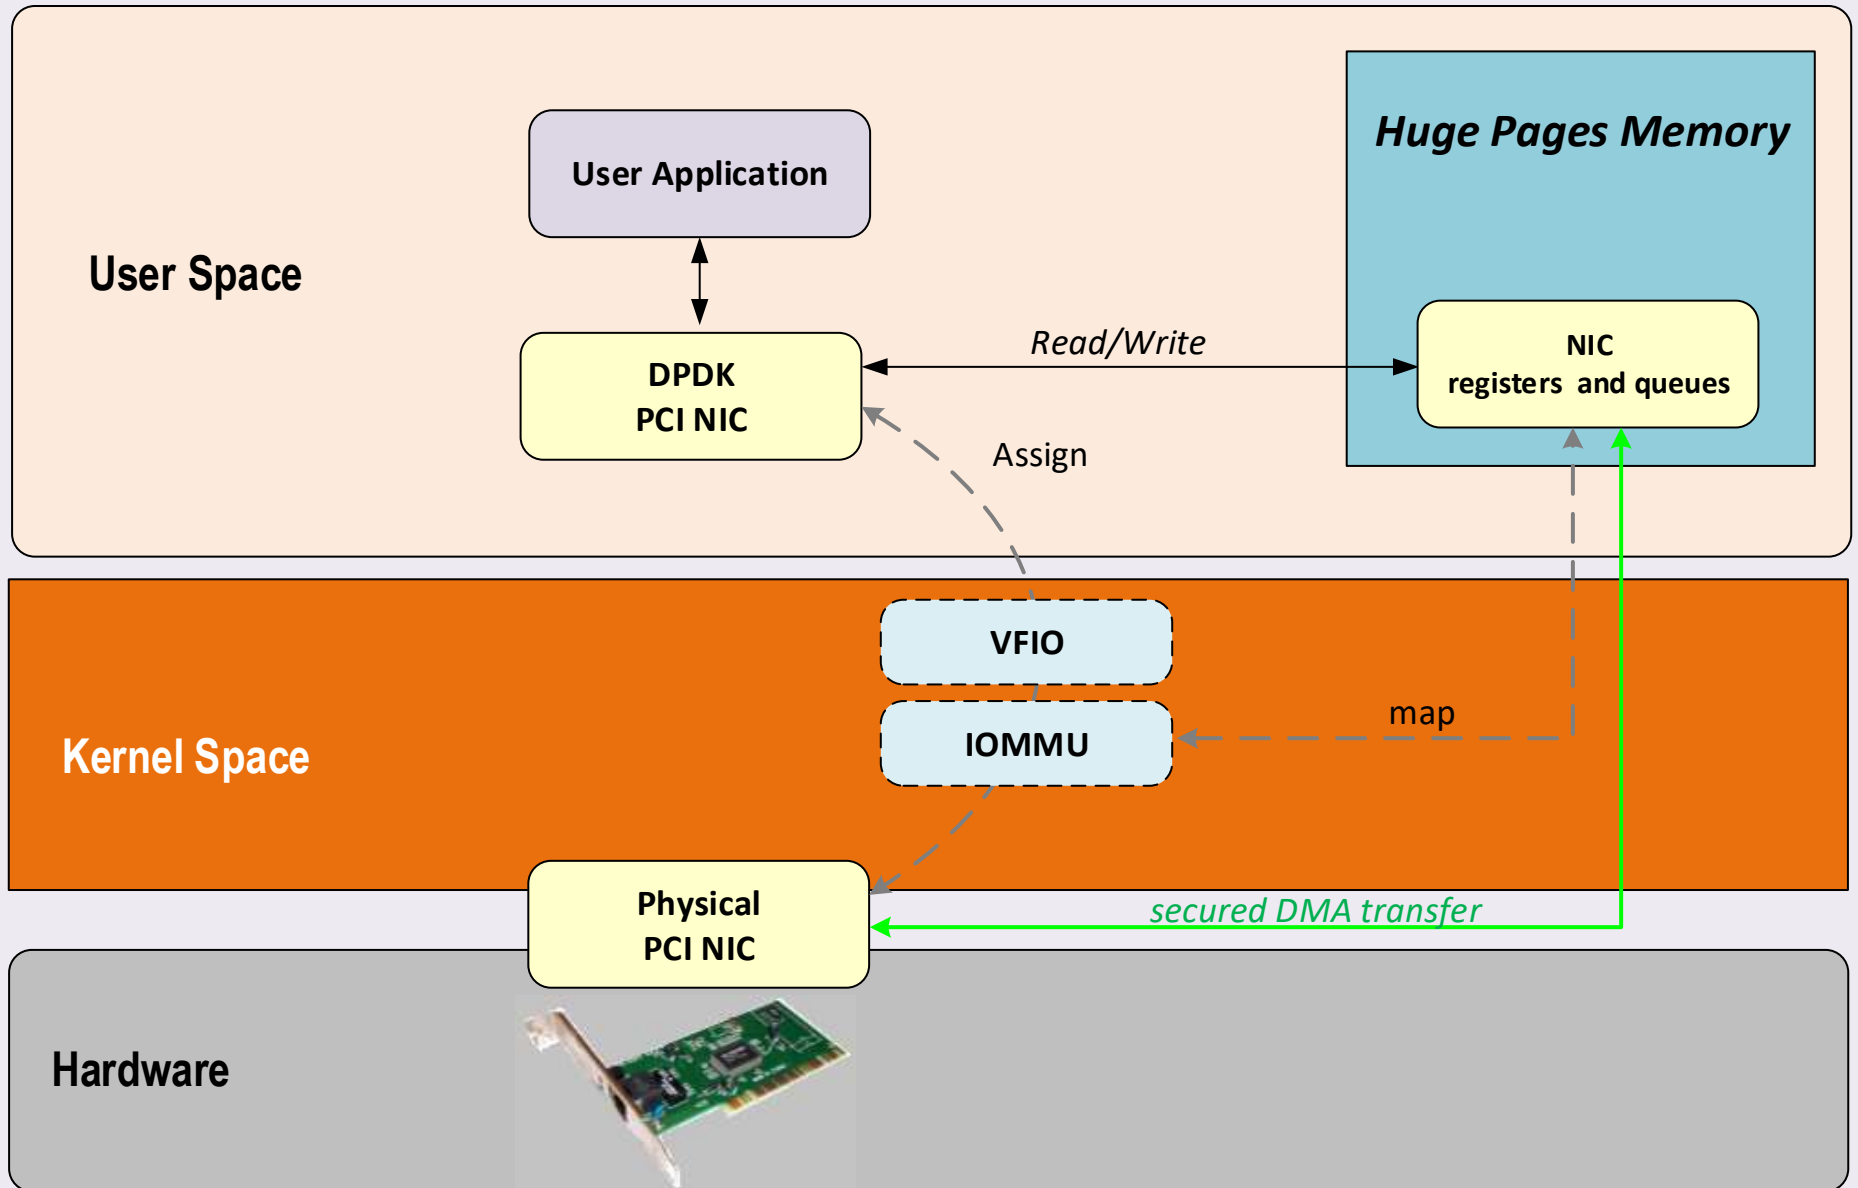 Huge Pages Memory
User Application
User Space
Read/Write
NIC
registers and queues
DPDK
PCI NIC
Assign
VFIO
map
IOMMU
Kernel Space
Physical
PCI NIC
secured DMA transfer
Hardware